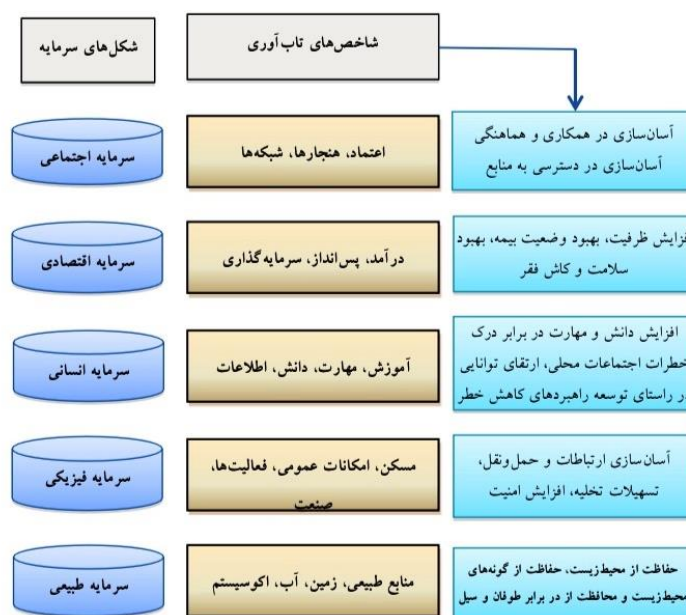 شکل‌های سرمایه
شاخص‌های تاب‌آوری
سرمایه اجتماعی
اعتماد، هنجارها، شبکه‌ها
آسان‌سازی در همکاری و هماهنگی
آسان‌سازی در دسترسی به منابع
سرمایه اقتصادی
درآمد، پس‌انداز، سرمایه‌گذاری
فزایش ظرفیت، بهبود وضعیت بیمه، بهبود
سلامت و کاش فقر
سرمایه انسانی
آموزش، مهارت، دانش، اطلاعات
افزایش دانش و مهارت در برابر درک
خطرات اجتماعات محلی، ارتقای توانایی
در راستای توسعه راهبردهای کاهش خطر
سرمایه فیزیکی
مسکن، امکانات عمومی، فعالیت‌ها،
صنعت
آسان‌سازی ارتباطات و حمل‌ونقل،
تسهیلات تخلیه، افزایش امنیت
سرمایه طبیعی
منابع طبیعی، زمین، آب، اکوسیستم
حفاظت از محیط‌زیست، حفاظت از گونه‌های
محیط‌زیست و محافظت از در برابر طوفان و سیل